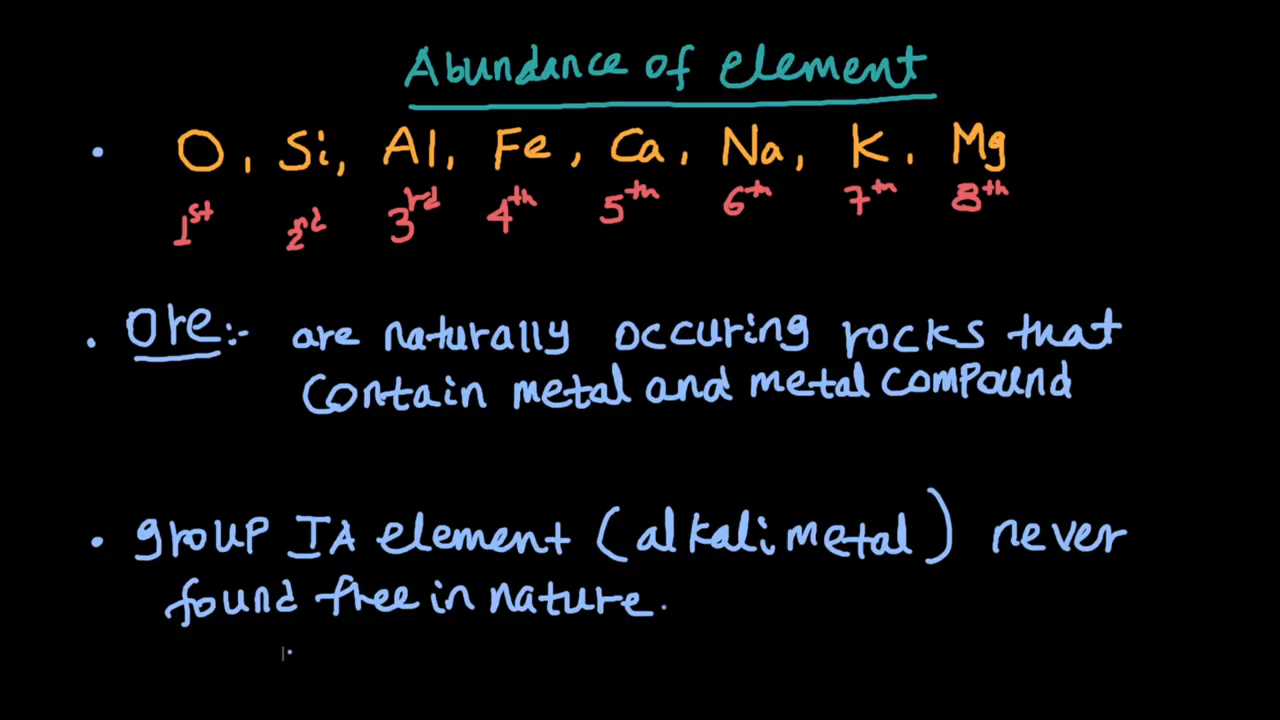 Abundance of element
• O, Si, Al, Fe, Ca, Na, K, Mg
1st 2nd 3rd 4th 5th 6th 7th 8th
• Ore:- are naturally occuring rocks that
contain metal and metal compound
• group IA element (alkali metal) never
found free in nature.